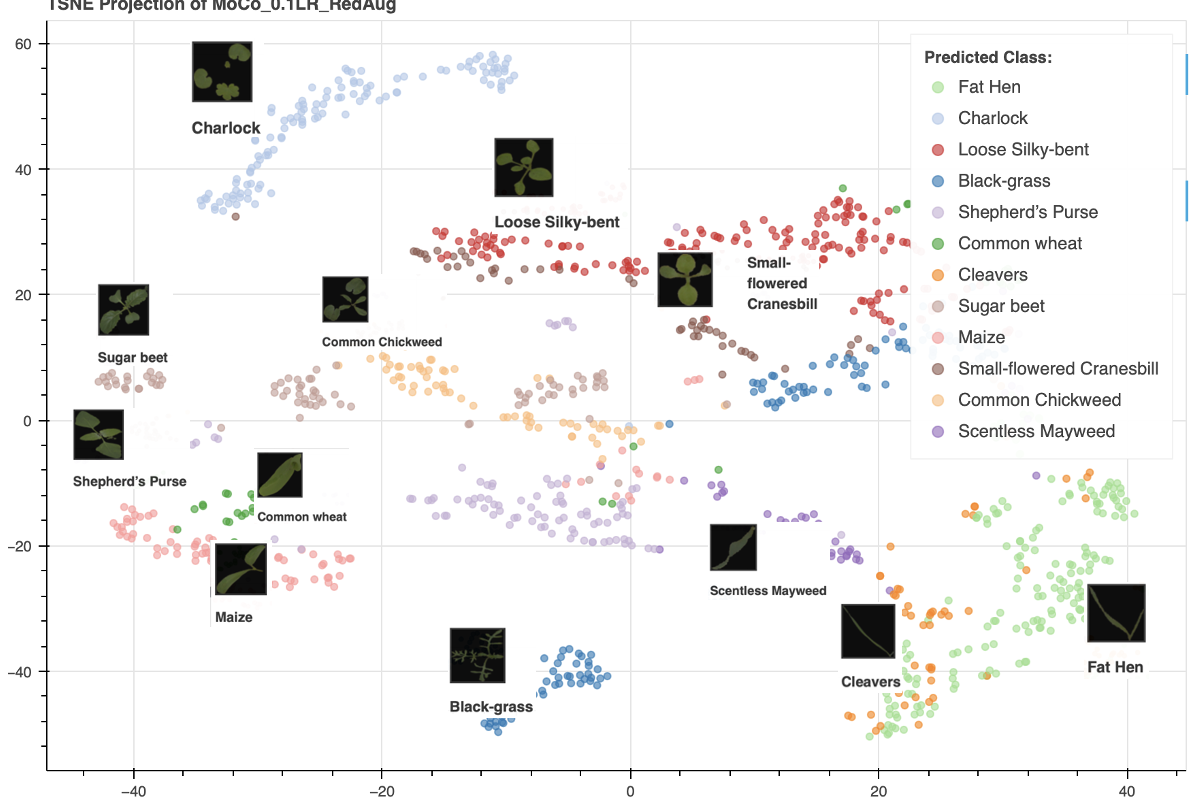 TSNE Projection of MoCo_0.1LR_RedAug
60
40
20
0
−20
−40
−40
−20
0
20
40
Charlock
Loose Silky-bent
Small-
flowered
Cranesbill
Common Chickweed
Sugar beet
Shepherd's Purse
Common wheat
Maize
Scentless Mayweed
Black-grass
Cleavers
Fat Hen
Predicted Class:
Fat Hen
Charlock
Loose Silky-bent
Black-grass
Shepherd's Purse
Common wheat
Cleavers
Sugar beet
Maize
Small-flowered Cranesbill
Common Chickweed
Scentless Mayweed